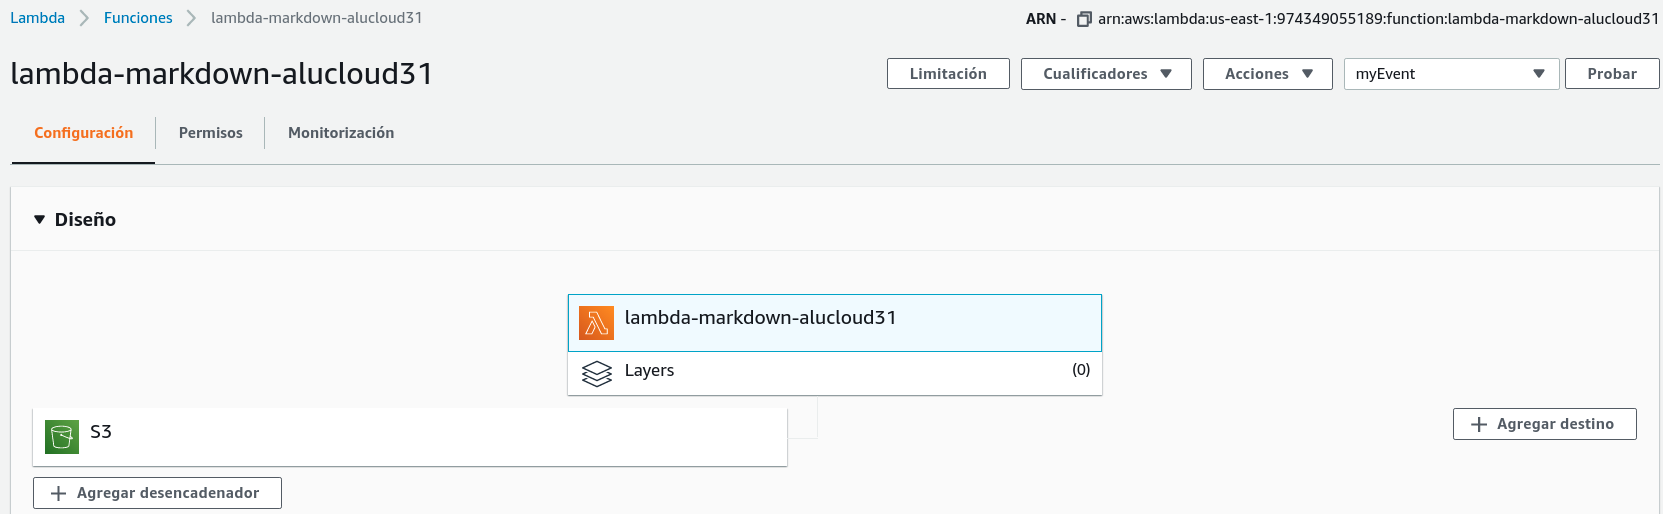 Lambda Funciones lambda-markdown-alucloud31 ARN - arn:aws:lambda:us-east-1:974349055189:function:lambda-markdown-alucloud31
lambda-markdown-alucloud31 Limitación Cualificadores Acciones myEvent Probar
Configuración Permisos Monitorización
Diseño
lambda-markdown-alucloud31
Layers (0)
S3 Agregar destino
Agregar desencadenador